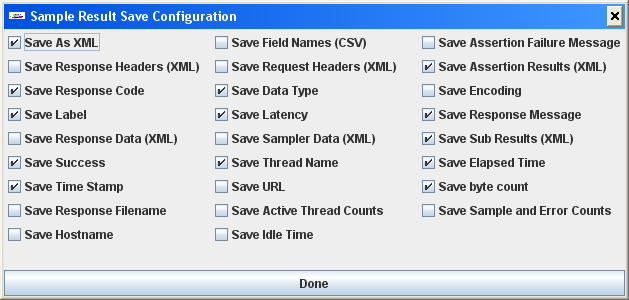 Sample Result Save Configuration
Save As XML Save Field Names (CSV) Save Assertion Failure Message
Save Response Headers (XML) Save Request Headers (XML) Save Assertion Results (XML)
Save Response Code Save Data Type Save Encoding
Save Label Save Latency Save Response Message
Save Response Data (XML) Save Sampler Data (XML) Save Sub Results (XML)
Save Success Save Thread Name Save Elapsed Time
Save Time Stamp Save URL Save byte count
Save Response Filename Save Active Thread Counts Save Sample and Error Counts
Save Hostname Save Idle Time
Done